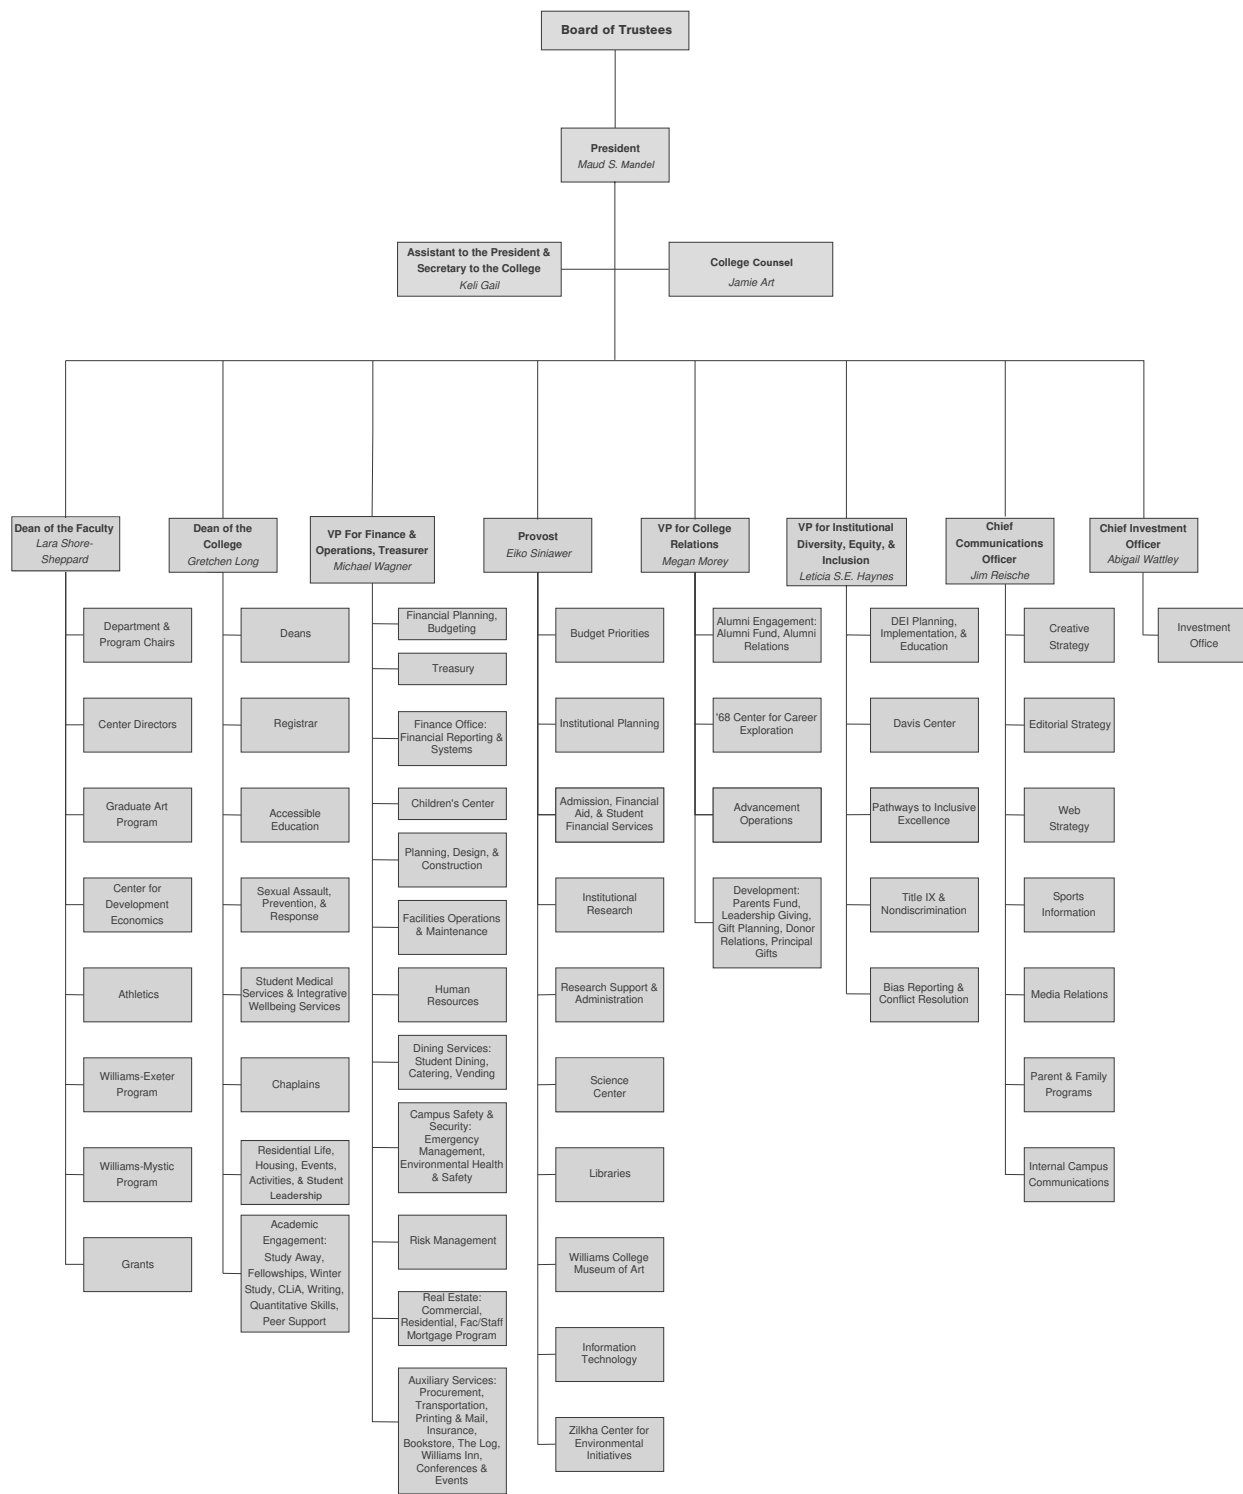 Board of Trustees
President
Maud S. Mandel
Assistant to the President &
Secretary to the College
Keli Gail
College Counsel
Jamie Art
Dean of the Faculty
Lara Shore-
Sheppard
Department &
Program Chairs
Center Directors
Graduate Art
Program
Center for
Development
Economics
Athletics
Williams-Exeter
Program
Williams-Mystic
Program
Grants
Dean of the
College
Gretchen Long
Deans
Registrar
Accessible
Education
Sexual Assault,
Prevention, &
Response
Student Medical
Services & Integrative
Wellbeing Services
Chaplains
Residential Life,
Housing, Events,
Activities, & Student
Leadership
Academic
Engagement:
Study Away,
Fellowships, Winter
Study, CLiA, Writing,
Quantitative Skills,
Peer Support
VP For Finance &
Operations, Treasurer
Michael Wagner
Financial Planning,
Budgeting
Treasury
Finance Office:
Financial Reporting &
Systems
Children's Center
Planning, Design, &
Construction
Facilities Operations
& Maintenance
Human
Resources
Dining Services:
Student Dining,
Catering, Vending
Campus Safety &
Security:
Emergency
Management,
Environmental Health
& Safety
Risk Management
Real Estate:
Commercial,
Residential, Fac/Staff
Mortgage Program
Auxiliary Services:
Procurement,
Transportation,
Printing & Mail,
Insurance,
Bookstore, The Log,
Williams Inn,
Conferences &
Events
Provost
Eiko Siniawer
Budget Priorities
Institutional Planning
Admission, Financial
Aid, & Student
Financial Services
Institutional
Research
Research Support &
Administration
Science
Center
Libraries
Williams College
Museum of Art
Information
Technology
Zilkha Center for
Environmental
Initiatives
VP for College
Relations
Megan Morey
Alumni Engagement:
Alumni Fund, Alumni
Relations
'68 Center for Career
Exploration
Advancement
Operations
Development:
Parents Fund,
Leadership Giving,
Gift Planning, Donor
Relations, Principal
Gifts
VP for Institutional
Diversity, Equity, &
Inclusion
Leticia S.E. Haynes
DEI Planning,
Implementation, &
Education
Davis Center
Pathways to Inclusive
Excellence
Title IX &
Nondiscrimination
Bias Reporting &
Conflict Resolution
Chief
Communications
Officer
Jim Reische
Creative
Strategy
Editorial Strategy
Web
Strategy
Sports
Information
Media Relations
Parent & Family
Programs
Internal Campus
Communications
Chief Investment
Officer
Abigail Wattley
Investment
Office